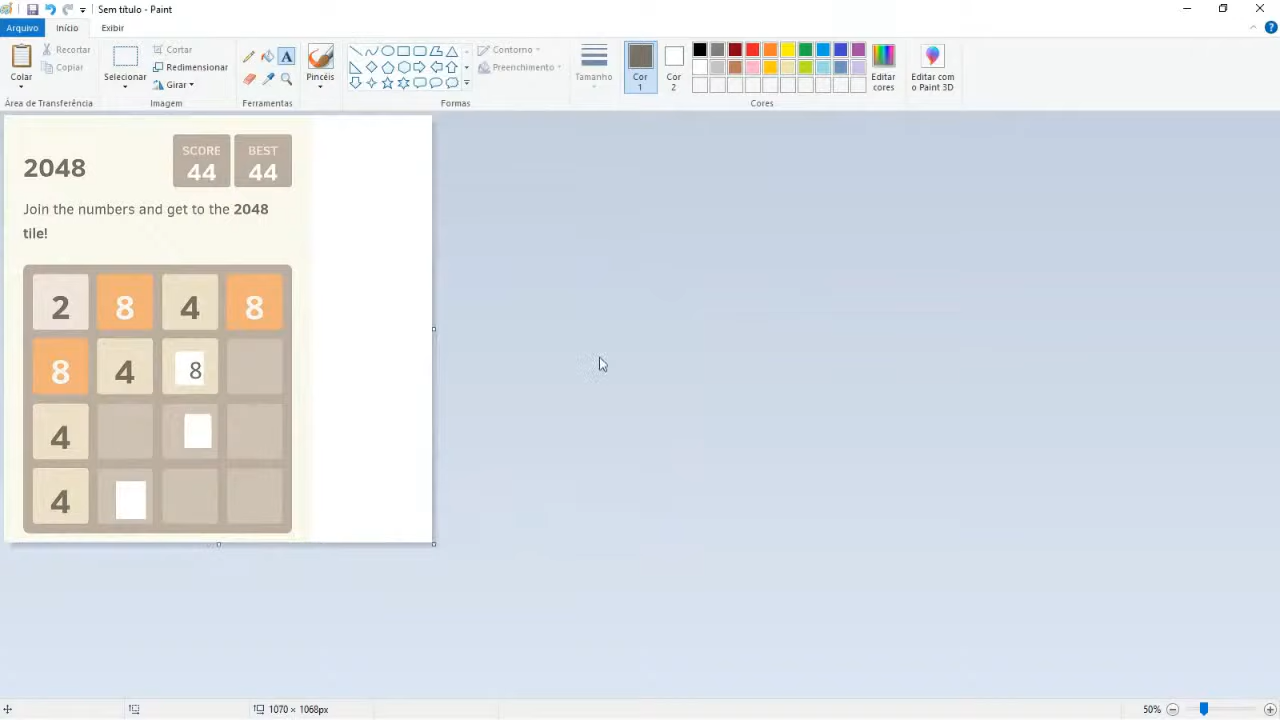 Sem título - Paint
Arquivo Início Exibir
Colar
Recortar
Copiar
Área de Transferência
Selecionar
Cortar
Redimensionar
Girar
Imagem
A
Ferramentas
Pincéis
Contorno
Preenchimento
Formas
Tamanho
Cor 1
Cor 2
Editar cores
Cores
Editar com o Paint 3D
2048
SCORE
44
BEST
44
Join the numbers and get to the 2048
tile!
2 8 4 8
8 4 8
4
4
1070 × 1068px
50%